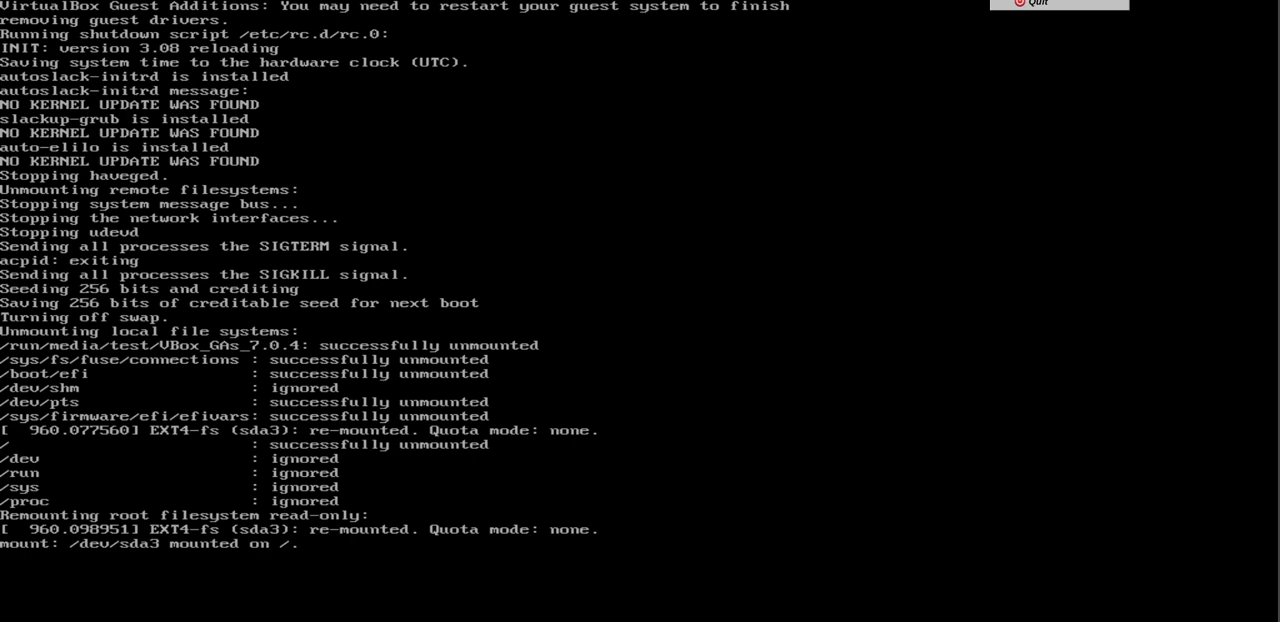 VirtualBox Guest Additions: You may need to restart your guest system to finish
removing guest drivers.
Running shutdown script /etc/rc.d/rc.0:
INIT: version 3.08 reloading
Saving system time to the hardware clock (UTC).
autoslack-initrd is installed
autoslack-initrd message:
NO KERNEL UPDATE WAS FOUND
slackup-grub is installed
NO KERNEL UPDATE WAS FOUND
auto-elilo is installed
NO KERNEL UPDATE WAS FOUND
Stopping haveged.
Unmounting remote filesystems:
Stopping system message bus...
Stopping the network interfaces...
Stopping udevd
Sending all processes the SIGTERM signal.
acpid: exiting
Sending all processes the SIGKILL signal.
Seeding 256 bits and crediting
Saving 256 bits of creditable seed for next boot
Turning off swap.
Unmounting local file systems:
/run/media/test/VBox_GAs_7.0.4: successfully unmounted
/sys/fs/fuse/connections : successfully unmounted
/boot/efi                : successfully unmounted
/dev/shm                 : ignored
/dev/pts                 : successfully unmounted
/sys/firmware/efi/efivars: successfully unmounted
[  960.077560] EXT4-fs (sda3): re-mounted. Quota mode: none.
/                        : successfully unmounted
/dev                     : ignored
/run                     : ignored
/sys                     : ignored
/proc                    : ignored
Remounting root filesystem read-only:
[  960.098951] EXT4-fs (sda3): re-mounted. Quota mode: none.
mount: /dev/sda3 mounted on /.
Quit